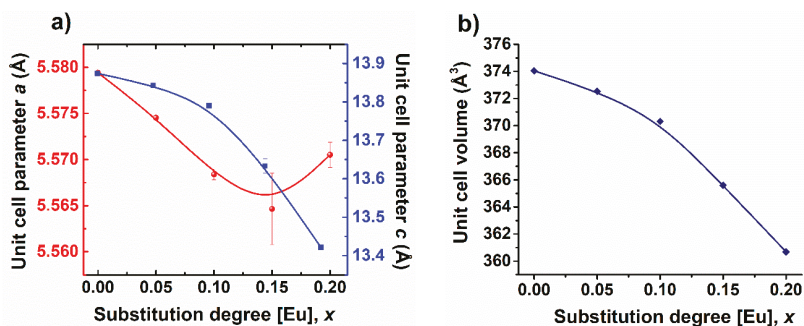 a)
Unit cell parameter a (Å)
5.580
5.575
5.570
5.565
5.560
0.00 0.05 0.10 0.15 0.20
Substitution degree [Eu], x
13.9
13.8
13.7
13.6
13.5
13.4
Unit cell parameter c (Å)
b)
Unit cell volume (Å³)
376
374
372
370
368
366
364
362
360
0.00 0.05 0.10 0.15 0.20
Substitution degree [Eu], x